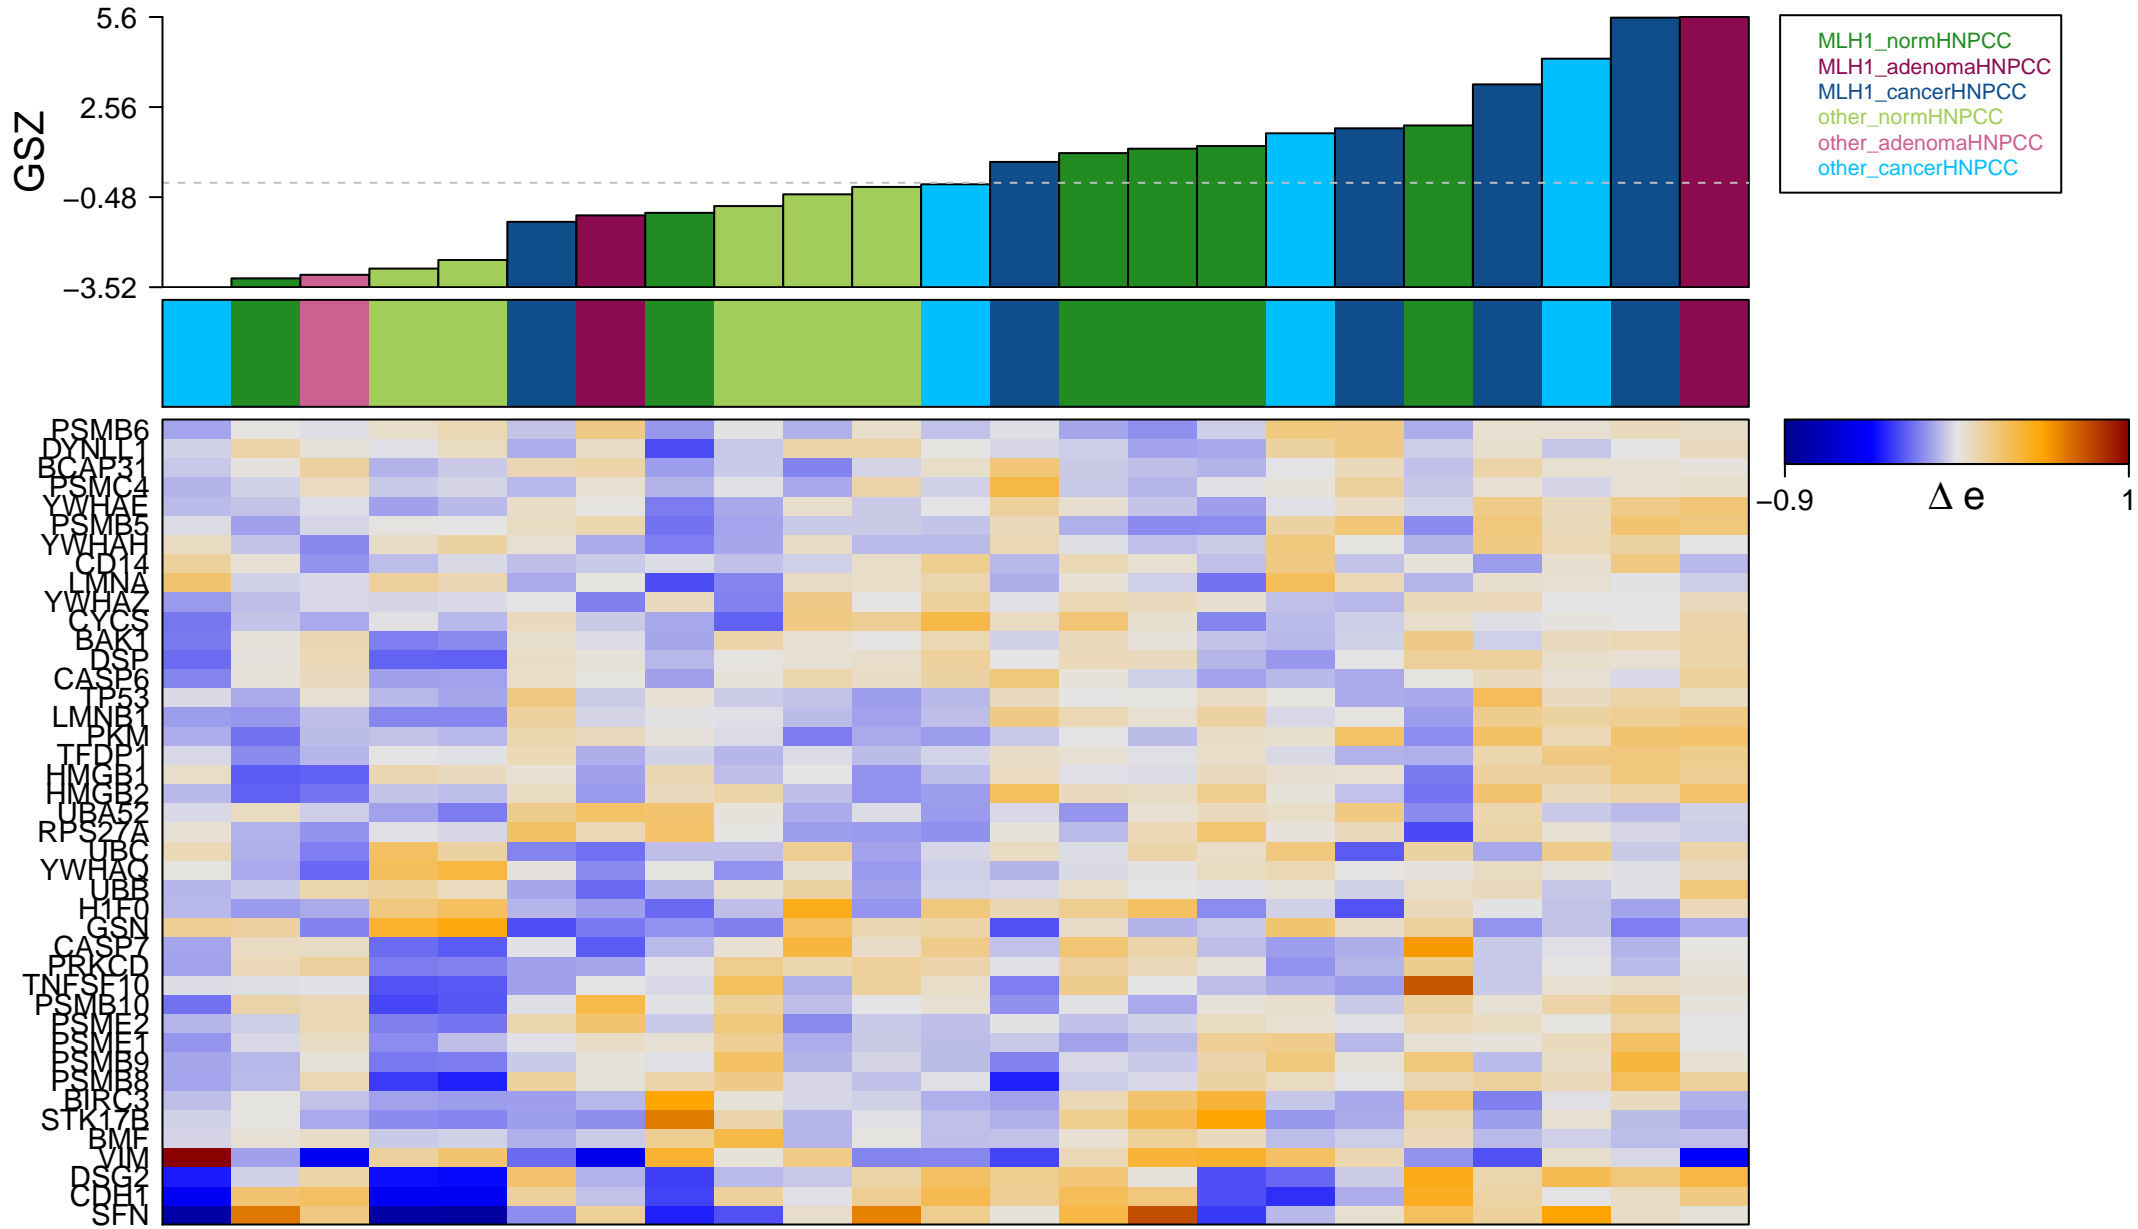 5.6
2.56
−0.48
−3.52
GSZ
MLH1_normHNPCC
MLH1_adenomaHNPCC
MLH1_cancerHNPCC
other_normHNPCC
other_adenomaHNPCC
other_cancerHNPCC
PSMB6
DYNLL1
BCAP31
PSMC4
YWHAE
PSMB5
YWHAH
CD14
LMNA
YWHAZ
CYCS
BAK1
DSP
CASP6
TP53
LMNB1
PKM
TFDP1
HMGB1
HMGB2
UBA52
RPS27A
UBC
YWHAQ
UBB
H1F0
GSN
CASP7
PRKCD
TNFSF10
PSMB10
PSME2
PSME1
PSMB9
PSMB8
BIRC3
STK17B
BMF
VIM
DSG2
CDH1
SFN
−0.9
Δ e
1